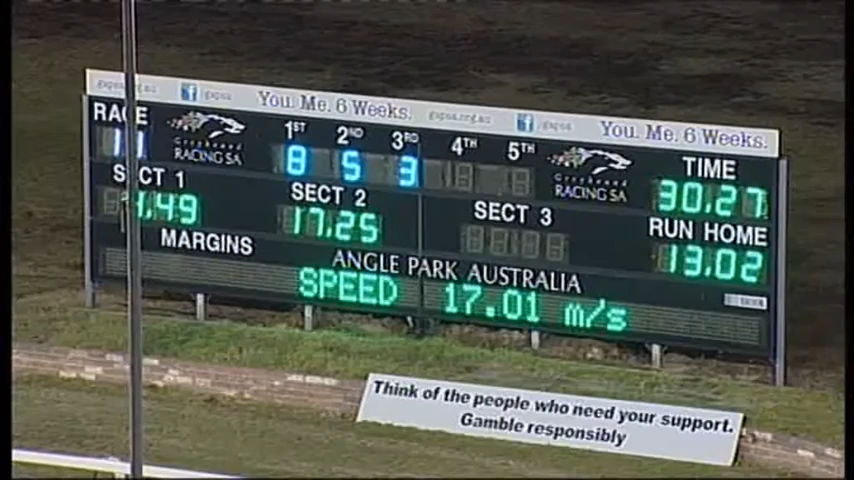 You. Me. 6 Weeks. You. Me. 6 Weeks.
RACE 1ST 2ND 3RD 4TH 5TH TIME
11 Greyhound RACING SA 8 5 3 Greyhound RACING SA 30.27
SECT 1 SECT 2 SECT 3 RUN HOME
4.49 17.25 13.02
MARGINS ANGLE PARK AUSTRALIA
SPEED 17.01 m/s
Think of the people who need your support.
Gamble responsibly